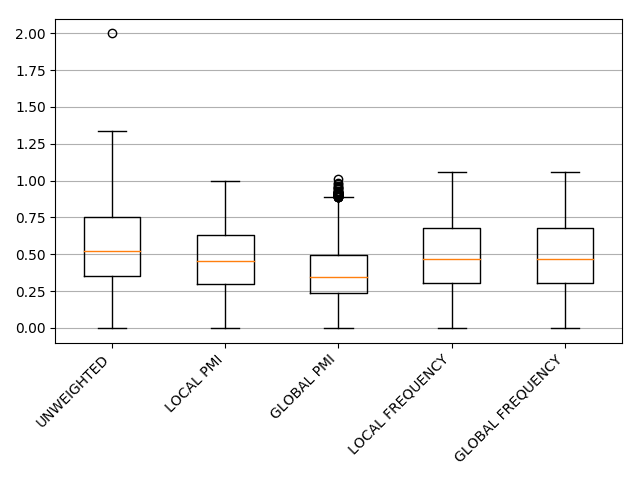 2.00
1.75
1.50
1.25
1.00
0.75
0.50
0.25
0.00
UNWEIGHTED
LOCAL PMI
GLOBAL PMI
LOCAL FREQUENCY
GLOBAL FREQUENCY